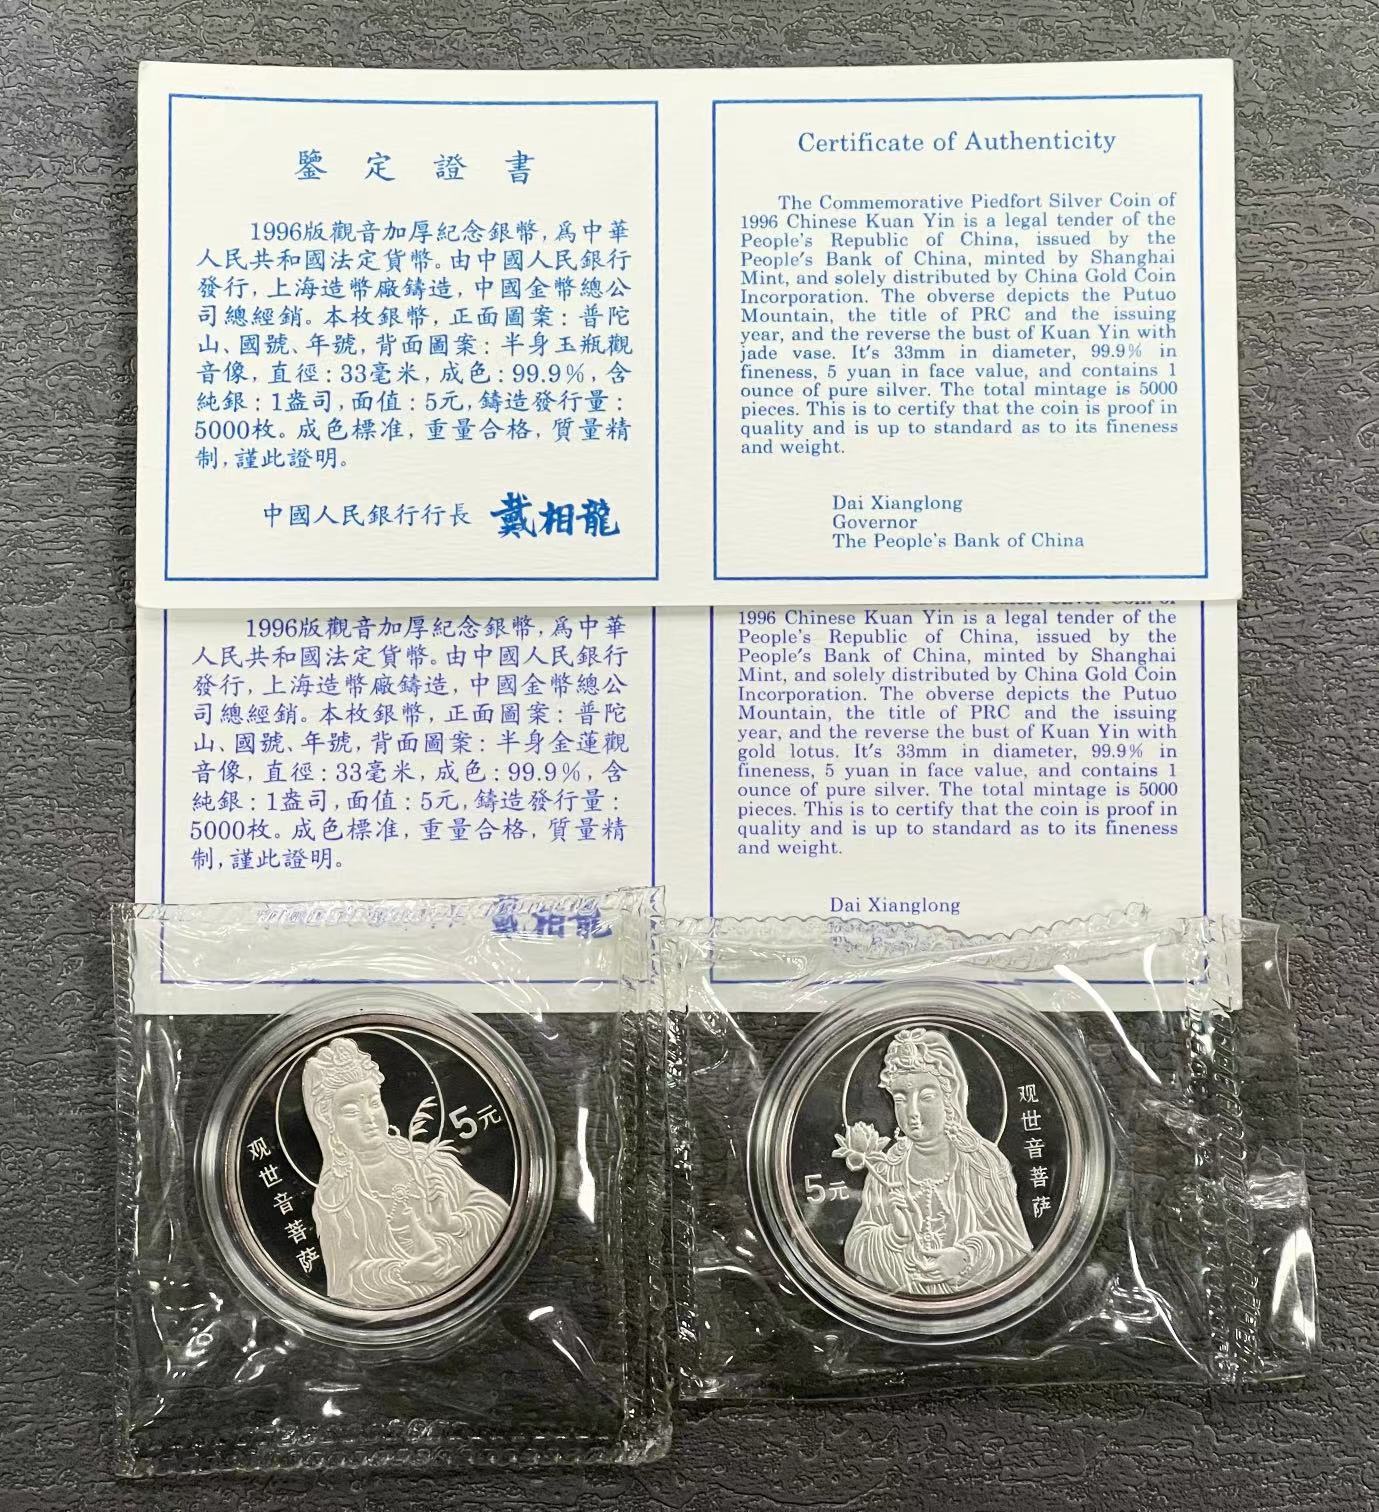 鑒定證書
1996版觀音加厚紀念銀幣，爲中華
人民共和國法定貨幣。由中國人民銀行
發行，上海造幣廠鑄造，中國金幣總公
司總經銷。本枚銀幣，正面圖案：普陀
山、國號、年號，背面圖案：半身玉瓶觀
音像，直徑：33毫米，成色：99.9%，含
純銀：1盎司，面值：5元，鑄造發行量：
5000枚。成色標准，重量合格，質量精
制，謹此證明。
中國人民銀行行長 戴相龍
Certificate of Authenticity
The Commemorative Piedfort Silver Coin of
1996 Chinese Kuan Yin is a legal tender of the
People's Republic of China, issued by the
People's Bank of China, minted by Shanghai
Mint, and solely distributed by China Gold Coin
Incorporation. The obverse depicts the Putuo
Mountain, the title of PRC and the issuing
year, and the reverse the bust of Kuan Yin with
jade vase. It's 33mm in diameter, 99.9% in
fineness, 5 yuan in face value, and contains 1
ounce of pure silver. The total mintage is 5000
pieces. This is to certify that the coin is proof in
quality and is up to standard as to its fineness
and weight.
Dai Xianglong
Governor
The People's Bank of China
1996版觀音加厚紀念銀幣，爲中華
人民共和國法定貨幣。由中國人民銀行
發行，上海造幣廠鑄造，中國金幣總公
司總經銷。本枚銀幣，正面圖案：普陀
山、國號、年號，背面圖案：半身金蓮觀
音像，直徑：33毫米，成色：99.9%，含
純銀：1盎司，面值：5元，鑄造發行量：
5000枚。成色標准，重量合格，質量精
制，謹此證明。
戴相龍
1996 Chinese Kuan Yin is a legal tender of the
People's Republic of China, issued by the
People's Bank of China, minted by Shanghai
Mint, and solely distributed by China Gold Coin
Incorporation. The obverse depicts the Putuo
Mountain, the title of PRC and the issuing
year, and the reverse the bust of Kuan Yin with
gold lotus. It's 33mm in diameter, 99.9% in
fineness, 5 yuan in face value, and contains 1
ounce of pure silver. The total mintage is 5000
pieces. This is to certify that the coin is proof in
quality and is up to standard as to its fineness
and weight.
Dai Xianglong
5元
观世音菩萨
5元
观世音菩萨